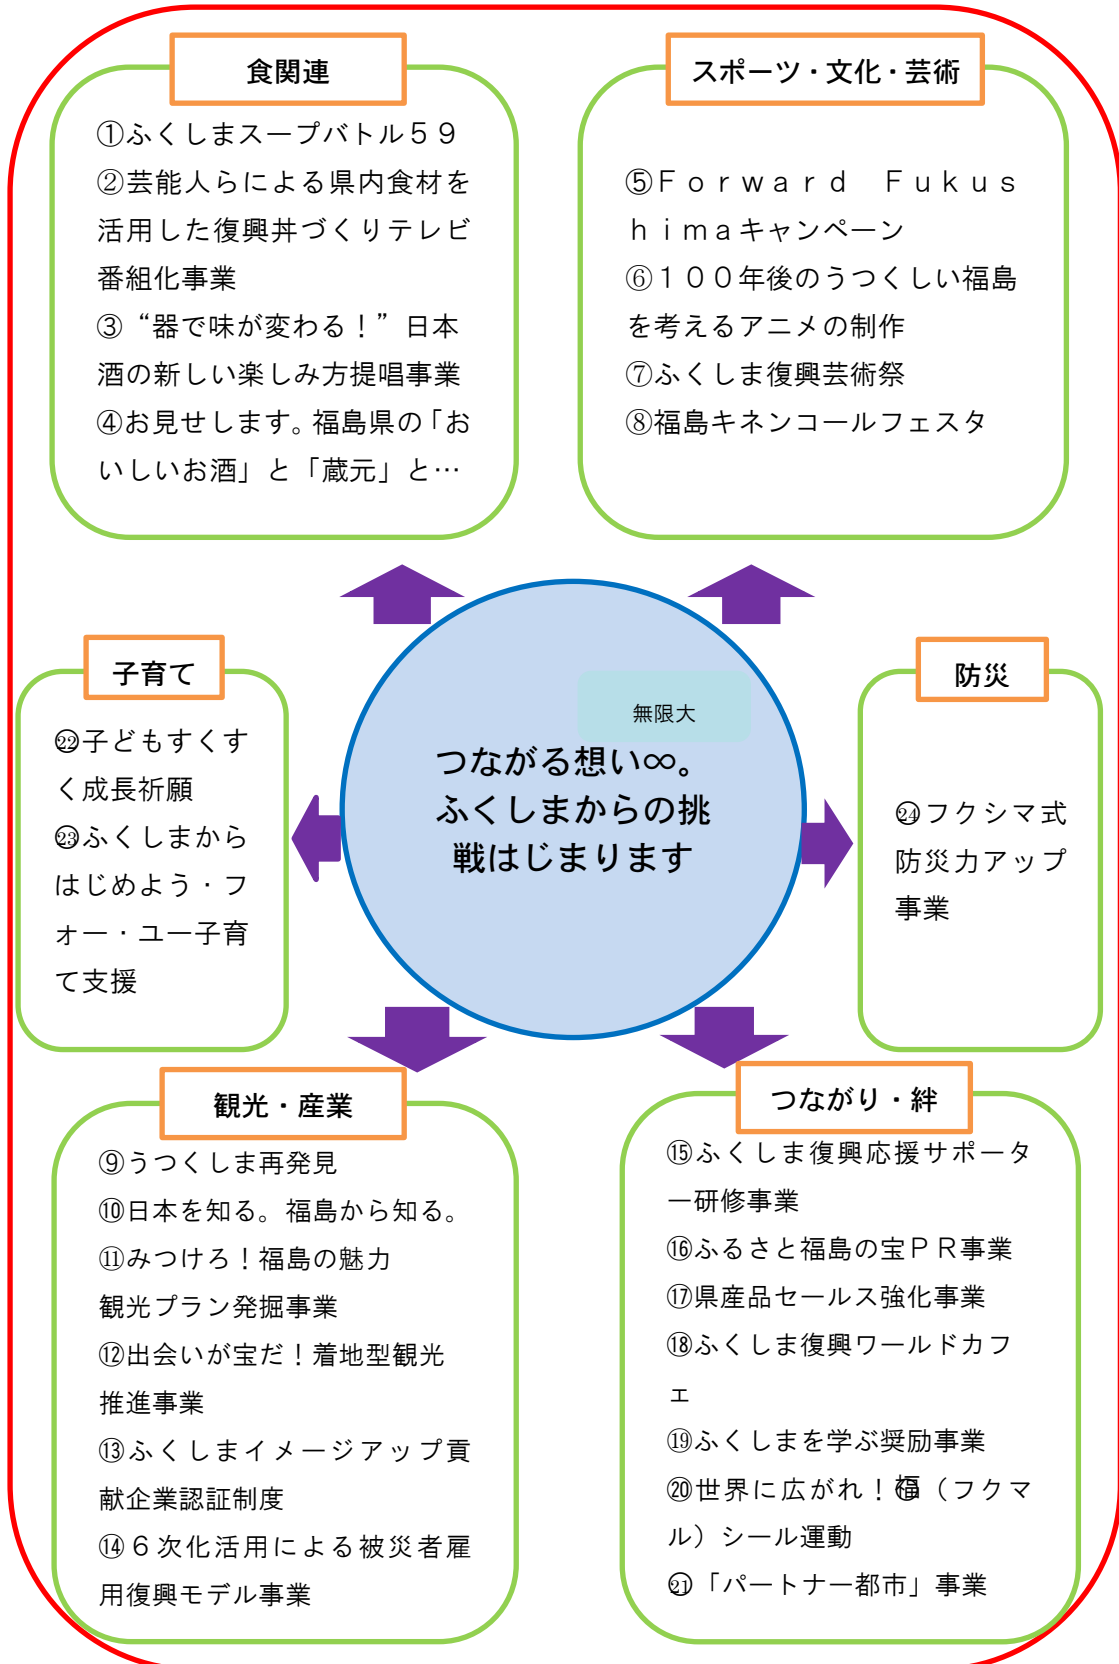 食関連
①ふくしまスープバトル５９
②芸能人らによる県内食材を
活用した復興丼づくりテレビ
番組化事業
③“器で味が変わる！”日本
酒の新しい楽しみ方提唱事業
④お見せします。福島県の「お
いしいお酒」と「蔵元」と…
スポーツ・文化・芸術
⑤Ｆｏｒｗａｒｄ　Ｆｕｋｕｓ
ｈｉｍａキャンペーン
⑥１００年後のうつくしい福島
を考えるアニメの制作
⑦ふくしま復興芸術祭
⑧福島キネンコールフェスタ
無限大
つながる想い∞。
ふくしまからの挑
戦はじまります
子育て
㉒子どもすくす
く成長祈願
㉓ふくしまから
はじめよう・フ
ォー・ユー子育
て支援
防災
㉔フクシマ式
防災力アップ
事業
観光・産業
⑨うつくしま再発見
⑩日本を知る。福島から知る。
⑪みつけろ！福島の魅力
観光プラン発掘事業
⑫出会いが宝だ！着地型観光
推進事業
⑬ふくしまイメージアップ貢
献企業認証制度
⑭６次化活用による被災者雇
用復興モデル事業
つながり・絆
⑮ふくしま復興応援サポータ
ー研修事業
⑯ふるさと福島の宝ＰＲ事業
⑰県産品セールス強化事業
⑱ふくしま復興ワールドカフ
ェ
⑲ふくしまを学ぶ奨励事業
⑳世界に広がれ！福（フクマ
ル）シール運動
㉑「パートナー都市」事業